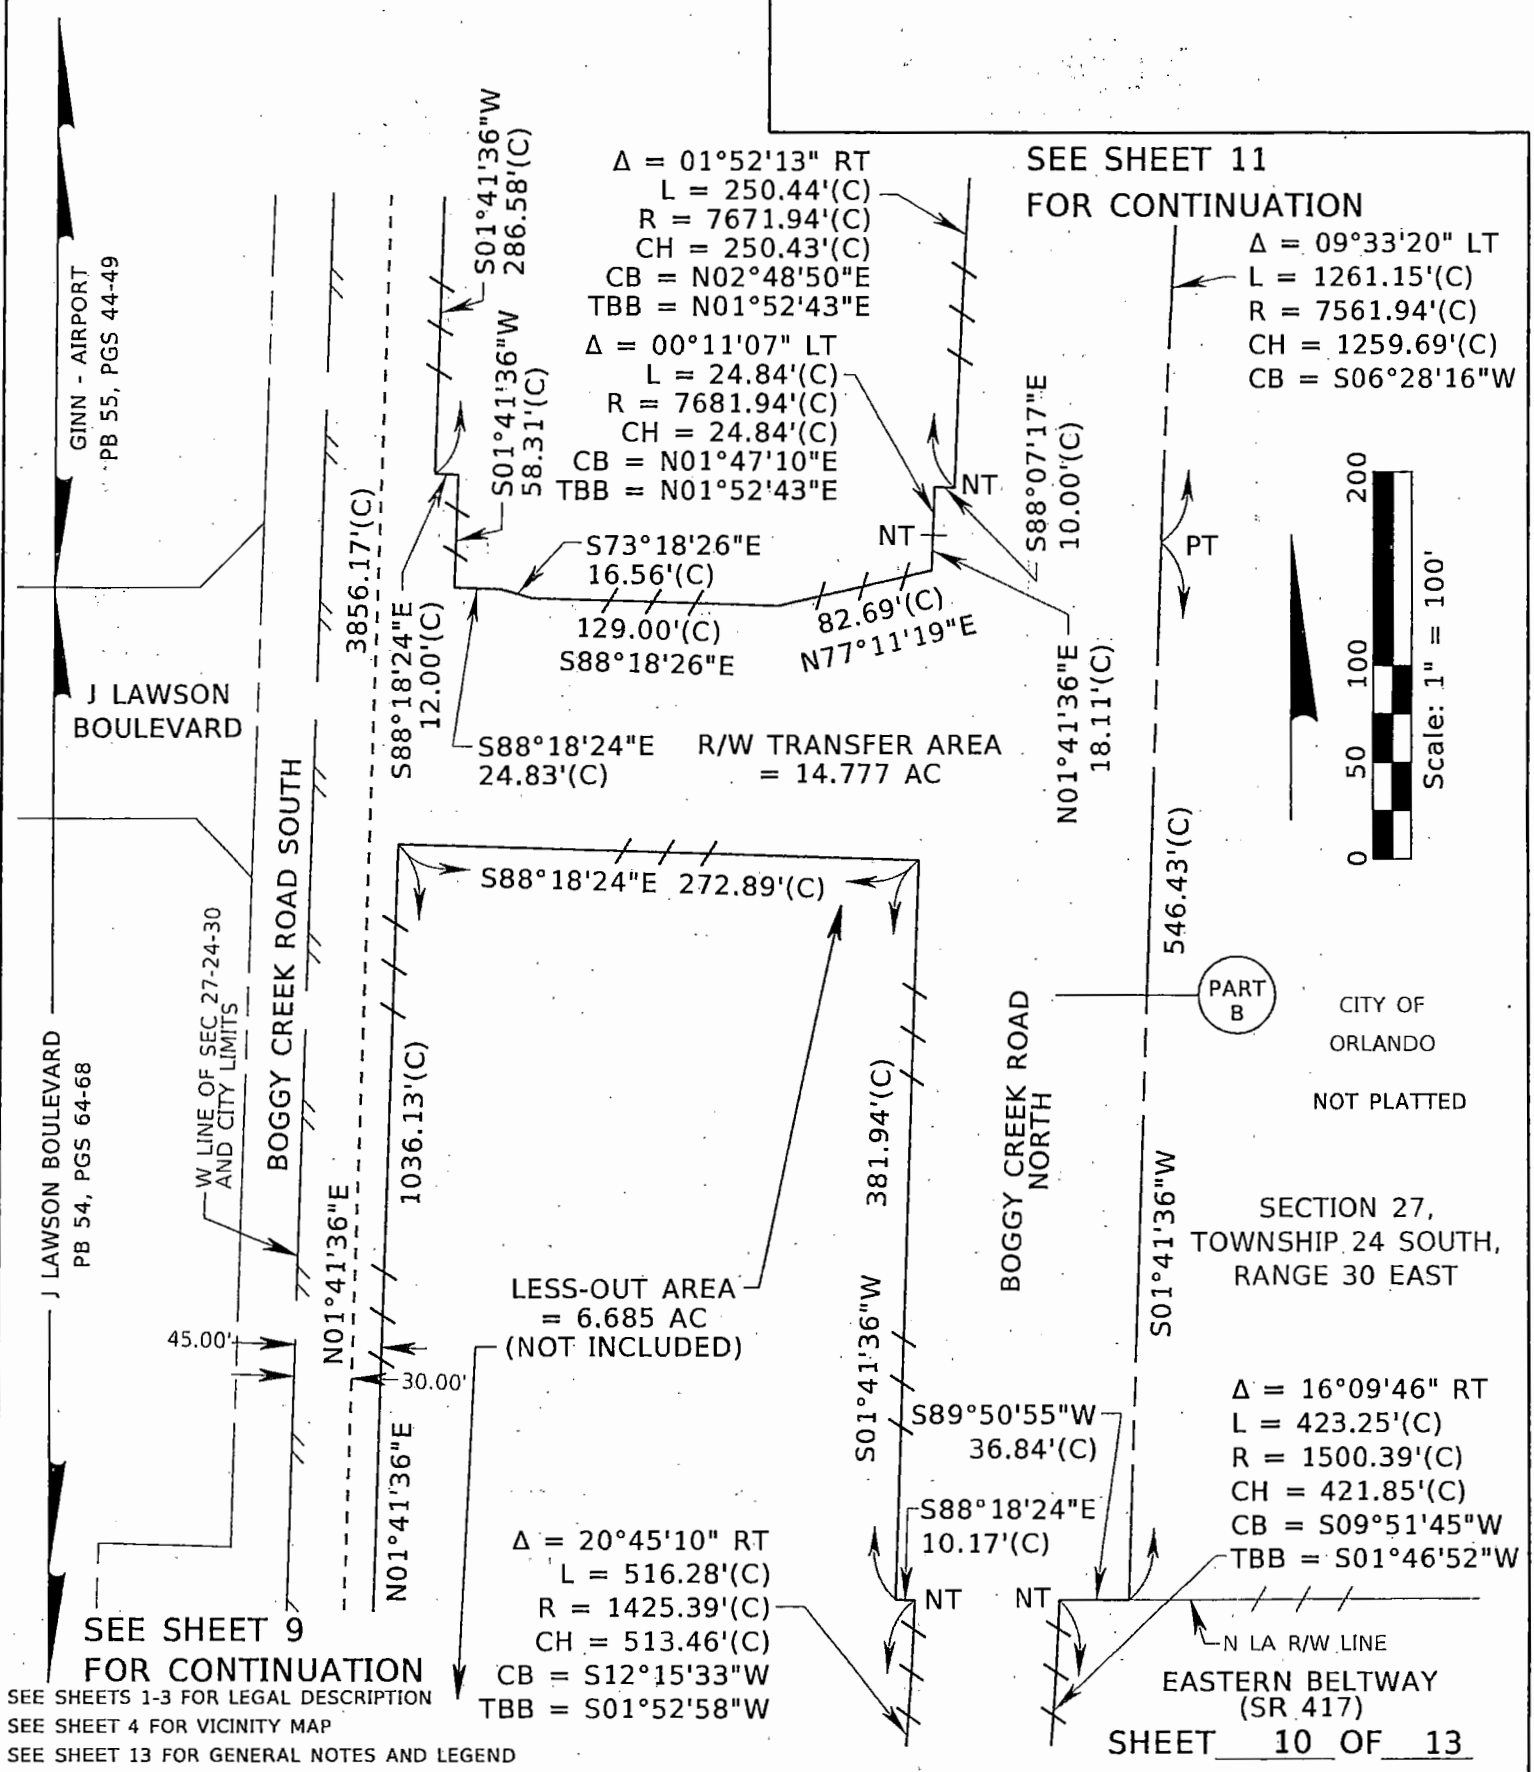 S01°41'36"W
286.58'(C)
Δ = 01°52'13" RT
L = 250.44'(C)
R = 7671.94'(C)
CH = 250.43'(C)
CB = N02°48'50"E
TBB = N01°52'43"E
SEE SHEET 11
FOR CONTINUATION
Δ = 09°33'20" LT
L = 1261.15'(C)
R = 7561.94'(C)
CH = 1259.69'(C)
CB = S06°28'16"W
GINN - AIRPORT
PB 55, PGS 44-49
S01°41'36"W
58.31'(C)
Δ = 00°11'07" LT
L = 24.84'(C)
R = 7681.94'(C)
CH = 24.84'(C)
CB = N01°47'10"E
TBB = N01°52'43"E
NT
NT
S88°07'17"E
10.00'(C)
PT
200
100
50
0
Scale: 1" = 100'
3856.17'(C)
S88°18'24"E
12.00'(C)
S73°18'26"E
16.56'(C)
129.00'(C)
S88°18'26"E
82.69'(C)
N77°11'19"E
N01°41'36"E
18.11'(C)
J LAWSON
BOULEVARD
S88°18'24"E
24.83'(C)
R/W TRANSFER AREA
= 14.777 AC
BOGGY CREEK ROAD SOUTH
S88°18'24"E 272.89'(C)
546.43'(C)
PART
B
CITY OF
ORLANDO
NOT PLATTED
W LINE OF SEC 27-24-30
AND CITY LIMITS
J LAWSON BOULEVARD
PB 54, PGS 64-68
1036.13'(C)
381.94'(C)
BOGGY CREEK ROAD
NORTH
S01°41'36"W
SECTION 27,
TOWNSHIP 24 SOUTH,
RANGE 30 EAST
N01°41'36"E
LESS-OUT AREA
= 6.685 AC
(NOT INCLUDED)
45.00'
30.00'
S01°41'36"W
N01°41'36"E
S89°50'55"W
36.84'(C)
S88°18'24"E
10.17'(C)
Δ = 16°09'46" RT
L = 423.25'(C)
R = 1500.39'(C)
CH = 421.85'(C)
CB = S09°51'45"W
TBB = S01°46'52"W
Δ = 20°45'10" RT
L = 516.28'(C)
R = 1425.39'(C)
CH = 513.46'(C)
CB = S12°15'33"W
TBB = S01°52'58"W
NT
NT
N LA R/W LINE
EASTERN BELTWAY
(SR 417)
SEE SHEET 9
FOR CONTINUATION
SEE SHEETS 1-3 FOR LEGAL DESCRIPTION
SEE SHEET 4 FOR VICINITY MAP
SEE SHEET 13 FOR GENERAL NOTES AND LEGEND
SHEET 10 OF 13